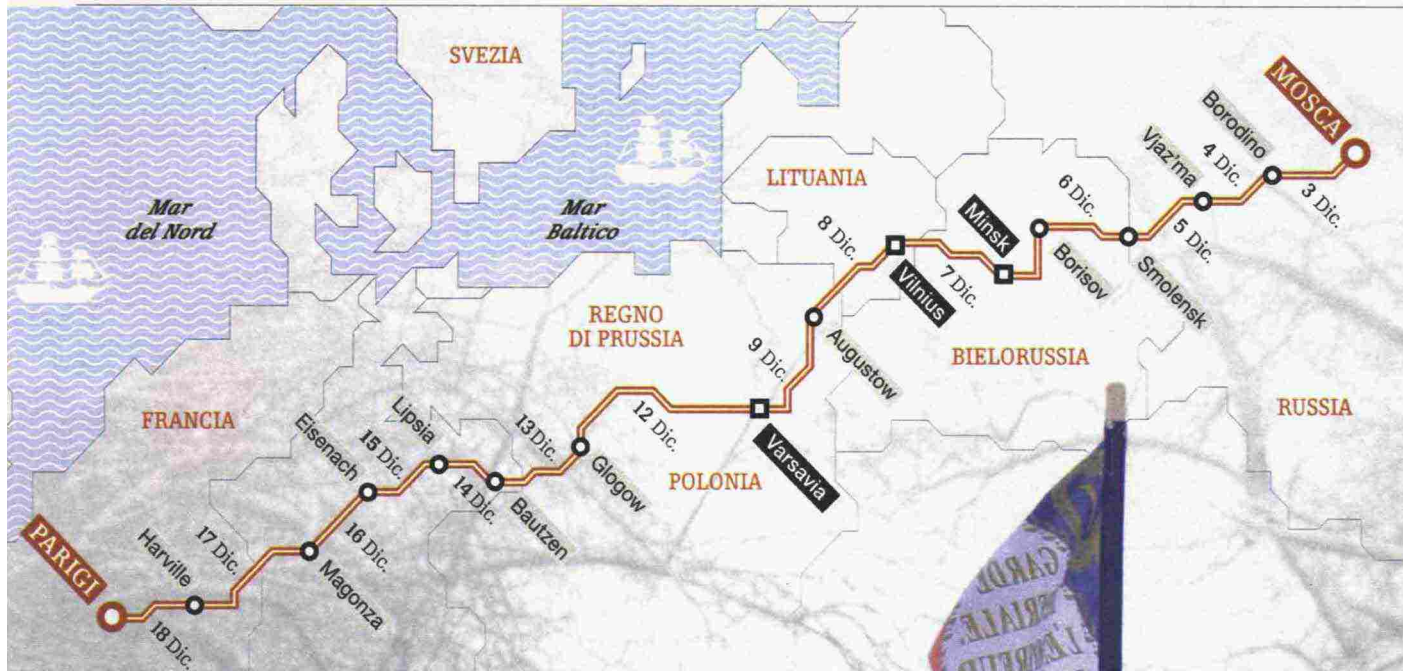 SVEZIA
MOSCA
Borodino
Vjaz'ma
4 Dic.
3 Dic.
LITUANIA
6 Dic.
5 Dic.
Mar
del Nord
Mar
Baltico
8 Dic.
Minsk
Smolensk
Borisov
7 Dic.
Vilnius
REGNO
DI PRUSSIA
Augustow
BIELORUSSIA
9 Dic.
RUSSIA
FRANCIA
Lipsia
13 Dic.
12 Dic.
Eisenach
15 Dic.
Glogow
Varsavia
POLONIA
14 Dic.
Bautzen
PARIGI
Harville
17 Dic.
16 Dic.
Magonza
18 Dic.
GARDE
ERIALE